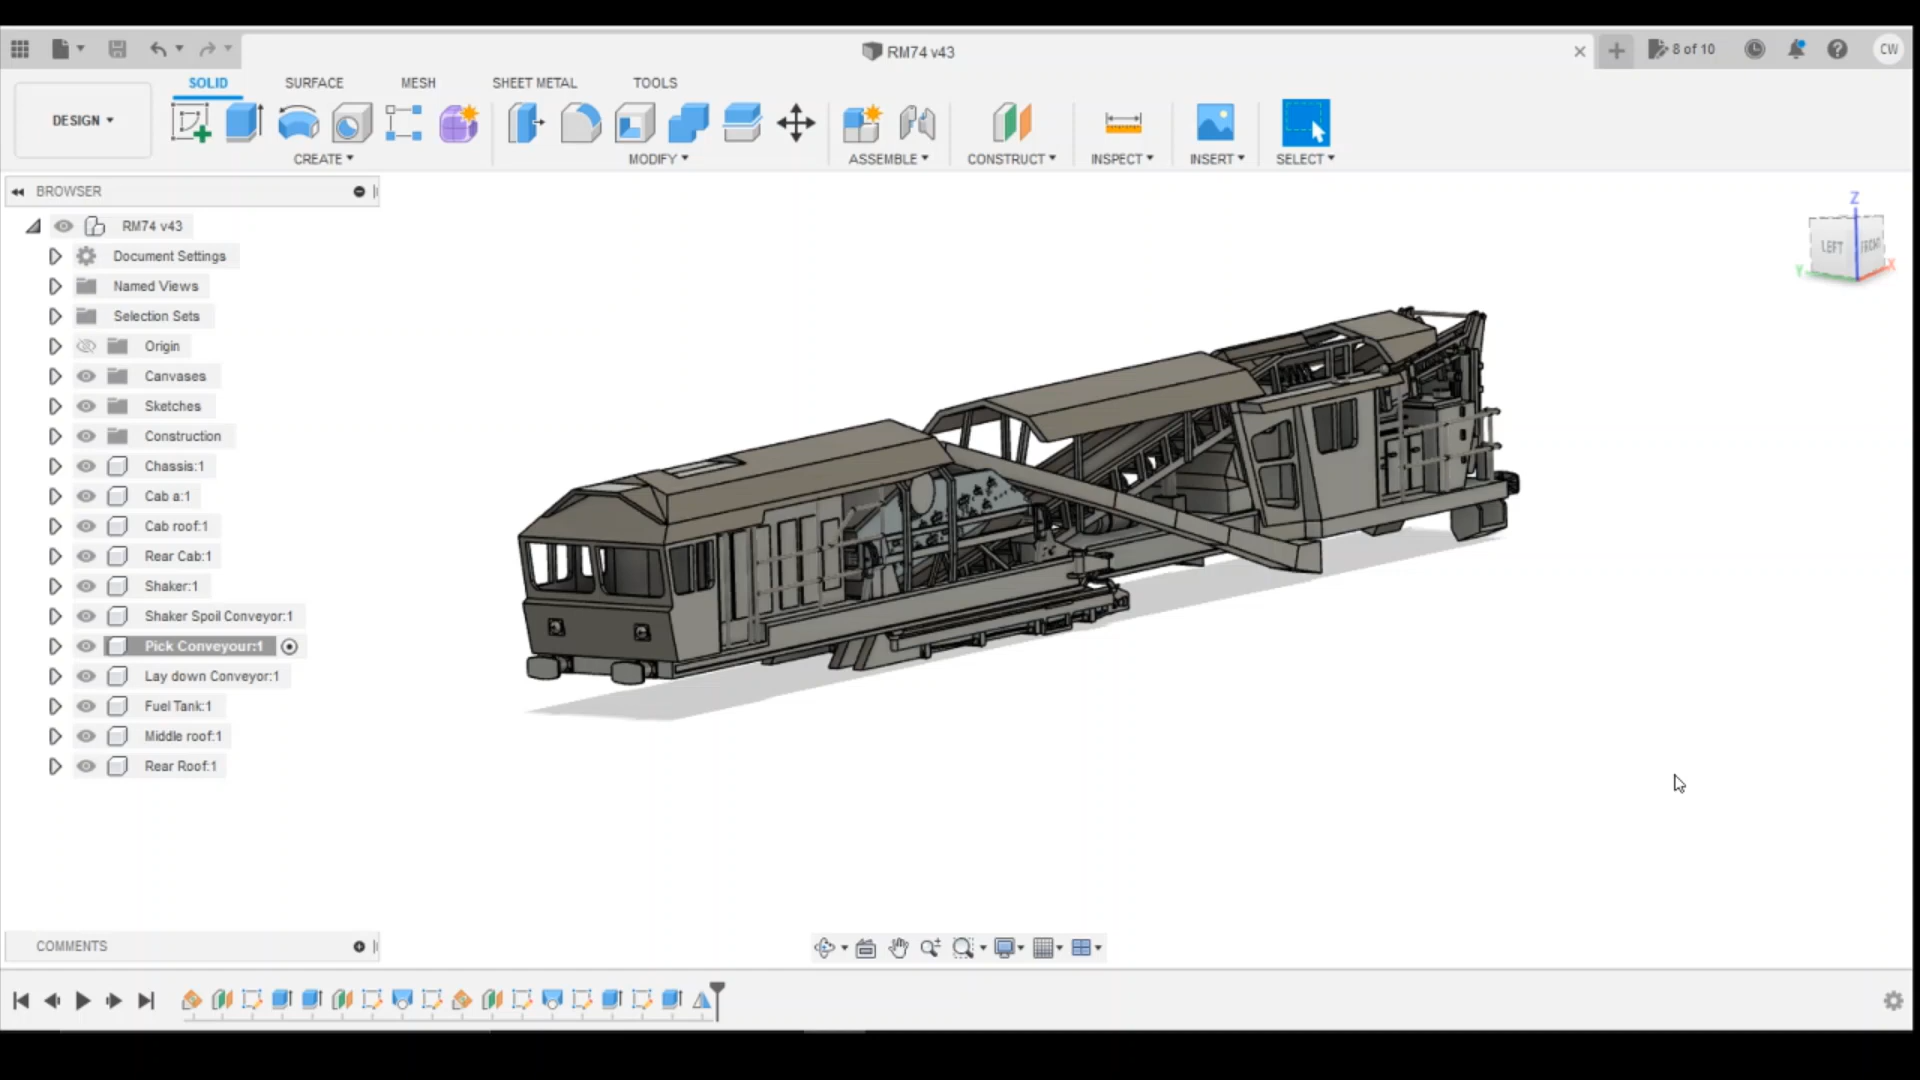 RM74 v43
8 of 10
CW
DESIGN
SOLID
SURFACE
MESH
SHEET METAL
TOOLS
CREATE
MODIFY
ASSEMBLE
CONSTRUCT
INSPECT
INSERT
SELECT
BROWSER
RM74 v43
Document Settings
Named Views
Selection Sets
Origin
Canvases
Sketches
Construction
Chassis:1
Cab a:1
Cab roof:1
Rear Cab:1
Shaker:1
Shaker Spoil Conveyor:1
Pick Conveyour:1
Lay down Conveyor:1
Fuel Tank:1
Middle roof:1
Rear Roof:1
Z
LEFT
FRONT
Y
X
COMMENTS